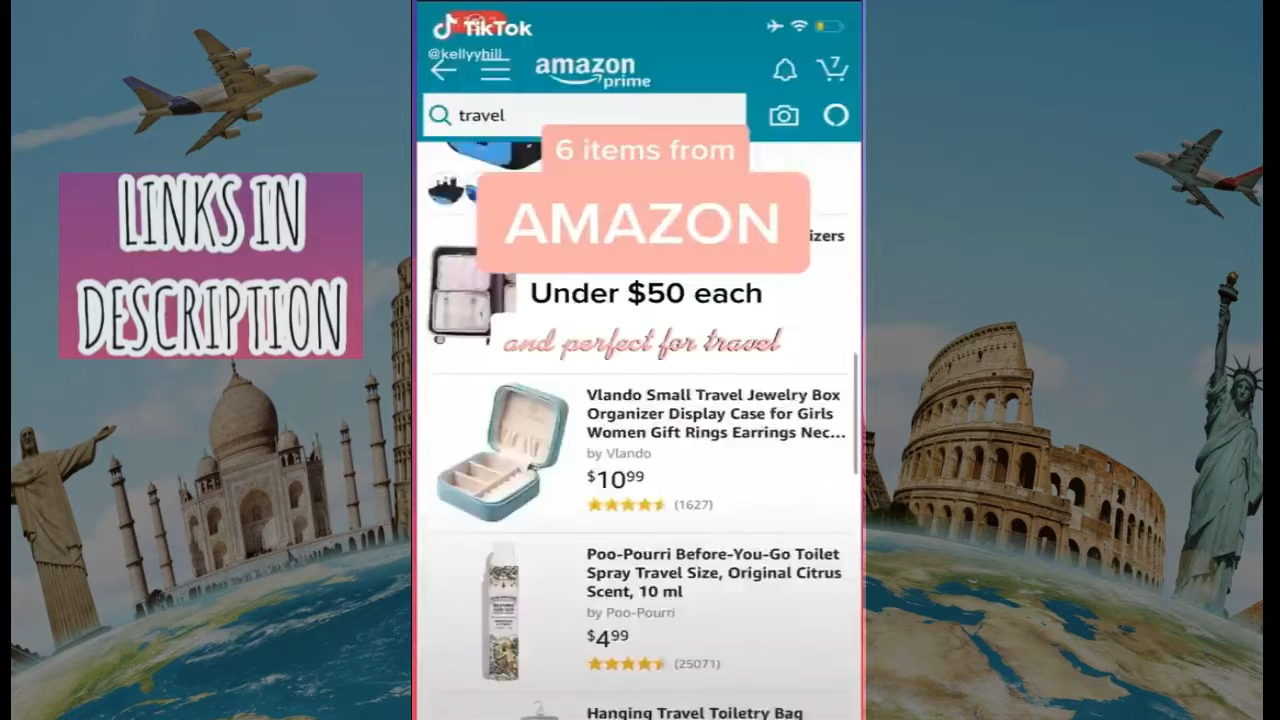 TikTok
@kellyyhill
amazon
prime
7
travel
6 items from
AMAZON
izers
Under $50 each
and perfect for travel
LINKS IN
DESCRIPTION
Vlando Small Travel Jewelry Box
Organizer Display Case for Girls
Women Gift Rings Earrings Nec...
by Vlando
$1099
(1627)
Poo-Pourri Before-You-Go Toilet
Spray Travel Size, Original Citrus
Scent, 10 ml
by Poo-Pourri
$4.99
(25071)
Hanging Travel Toiletry Bag